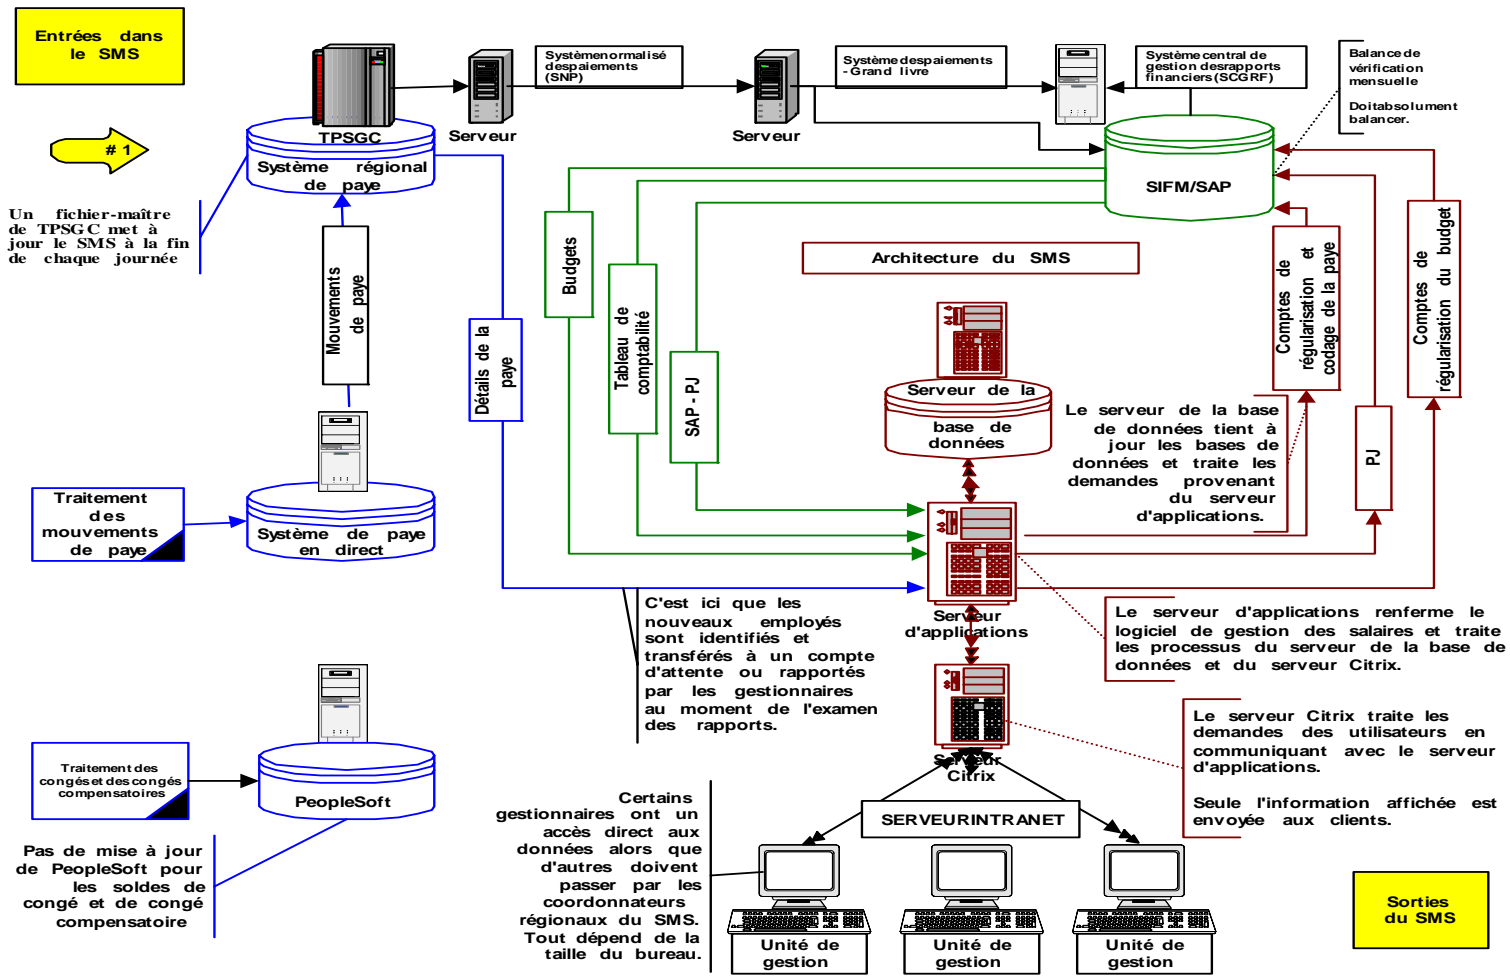 Entrées dans
le SMS
# 1
Un fichier-maître
de TPSGC met à
jour le SMS à la fin
de chaque journée
TPSGC
Système régional
de paye
Serveur
Système normalisé
des paiements
(SNP)
Serveur
Système des paiements
- Grand livre
Système central de
gestion des rapports
financiers (SCGRF)
Balance de
vérification
mensuelle
Doit absolument
balancer.
SIFM/SAP
Architecture du SMS
Mouvements
de paye
Détails de la
paye
Budgets
Tableau de
comptabilité
SAP - PJ
Comptes de
régularisation et
codage de la paye
PJ
Comptes de
régularisation du budget
Serveur de la
base de
données
Le serveur de la base
de données tient à
jour les bases de
données et traite les
demandes provenant
du serveur
d'applications.
Traitement
des
mouvements
de paye
Système de paye
en direct
Serveur
d'applications
C'est ici que les
nouveaux employés
sont identifiés et
transférés à un compte
d'attente ou rapportés
par les gestionnaires
au moment de l'examen
des rapports.
Le serveur d'applications renferme le
logiciel de gestion des salaires et traite
les processus du serveur de la base de
données et du serveur Citrix.
Serveur
Citrix
Le serveur Citrix traite les
demandes des utilisateurs en
communiquant avec le serveur
d'applications.
Seule l'information affichée est
envoyée aux clients.
Traitement des
congés et des congés
compensatoires
PeopleSoft
Pas de mise à jour
de PeopleSoft pour
les soldes de
congé et de congé
compensatoire
Certains
gestionnaires ont un
accès direct aux
données alors que
d'autres doivent
passer par les
coordonnateurs
régionaux du SMS.
Tout dépend de la
taille du bureau.
SERVEUR INTRANET
Unité de
gestion
Unité de
gestion
Unité de
gestion
Sorties
du SMS